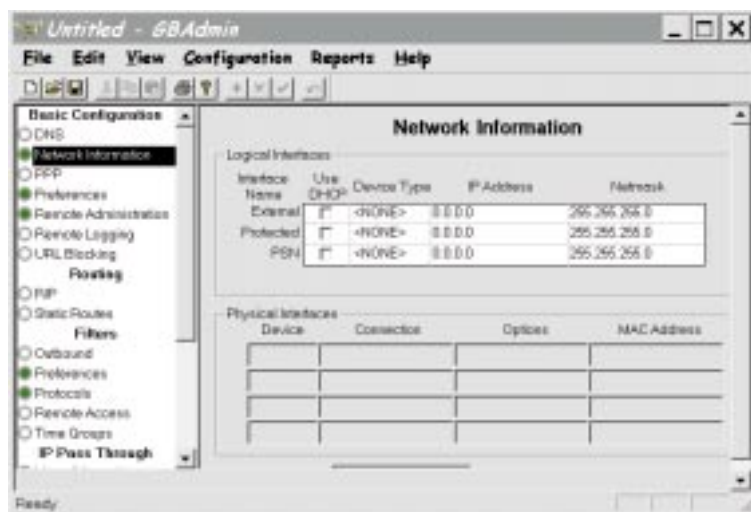 Untitled - GBAdmin
File Edit View Configuration Reports Help
Basic Configuration
DNS
Network Information
PPP
Preferences
Remote Administration
Remote Logging
URL Blocking
Routing
RIP
Static Routes
Filters
Outbound
Preferences
Protocols
Remote Access
Time Groups
IP Pass Through
Network Information
Logical Interfaces
Interface Name Use DHCP Device Type IP Address Netmask
External <NONE> 0.0.0.0 255.255.255.0
Protected <NONE> 0.0.0.0 255.255.255.0
PSN <NONE> 0.0.0.0 255.255.255.0
Physical Interfaces
Device Connection Options MAC Address
Ready